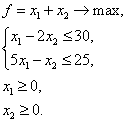 f = x₁ + x₂ → max,
{ x₁ − 2x₂ ≤ 30,
5x₁ − x₂ ≤ 25,
x₁ ≥ 0,
x₂ ≥ 0.